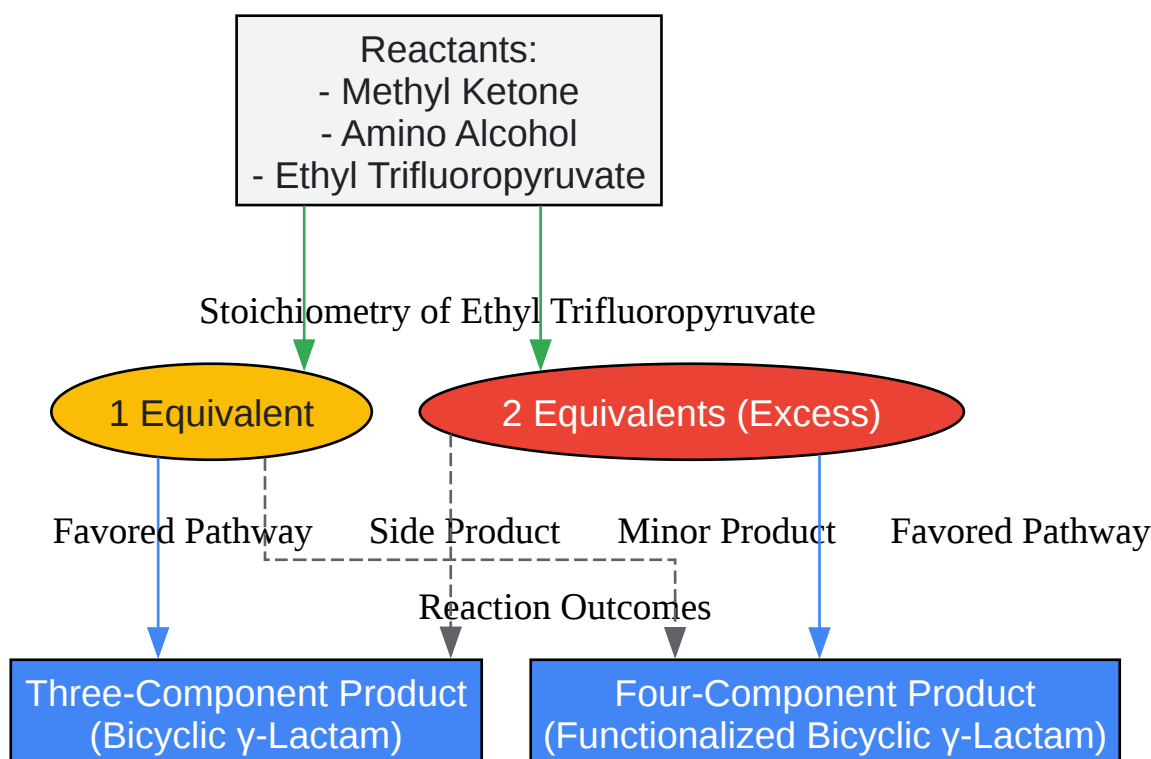 Reactants:
- Methyl Ketone
- Amino Alcohol
- Ethyl Trifluoropyruvate
Stoichiometry of Ethyl Trifluoropyruvate
1 Equivalent
2 Equivalents (Excess)
Favored Pathway
Side Product
Minor Product
Favored Pathway
Reaction Outcomes
Three-Component Product
(Bicyclic γ-Lactam)
Four-Component Product
(Functionalized Bicyclic γ-Lactam)